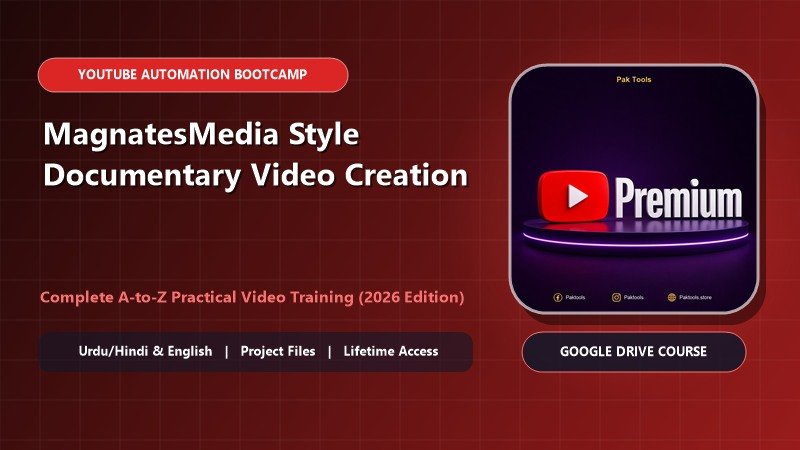 YOUTUBE AUTOMATION BOOTCAMP
MagnatesMedia Style
Documentary Video Creation
Complete A-to-Z Practical Video Training (2026 Edition)
Urdu/Hindi & English | Project Files | Lifetime Access
Pak Tools
Premium
Paktools Paktools Paktools.store
GOOGLE DRIVE COURSE